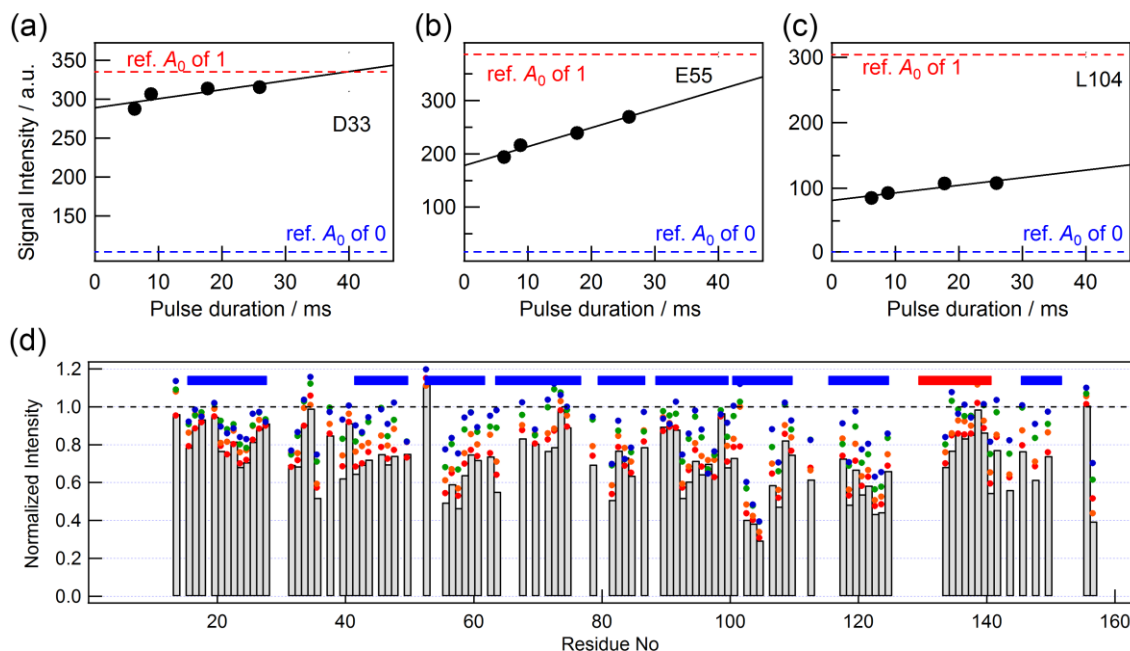 (a)
(b)
(c)
Signal Intensity / a.u.
350
300
250
200
150
ref. A0 of 1
D33
ref. A0 of 0
0
10
20
30
40
Pulse duration / ms
300
200
100
ref. A0 of 1
E55
ref. A0 of 0
0
10
20
30
40
Pulse duration / ms
300
200
100
0
ref. A0 of 1
L104
ref. A0 of 0
0
10
20
30
40
Pulse duration / ms
(d)
Normalized Intensity
1.2
1.0
0.8
0.6
0.4
0.2
0.0
20
40
60
80
100
120
140
160
Residue No